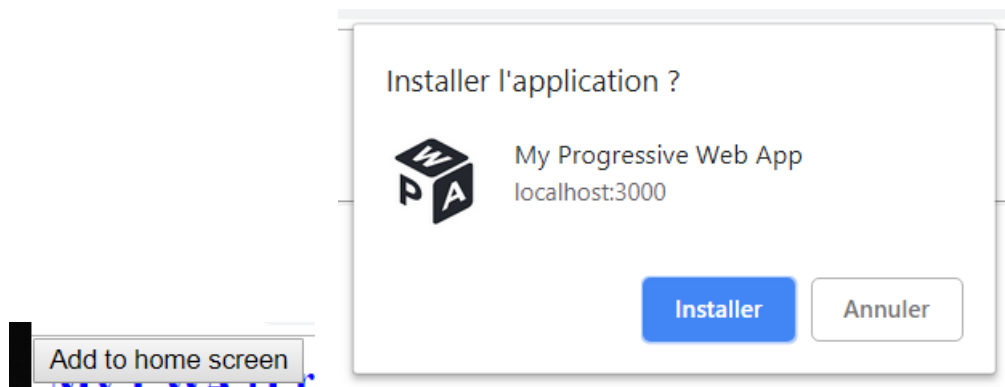 Installer l'application ?
W
P A
My Progressive Web App
localhost:3000
Installer Annuler
Add to home screen